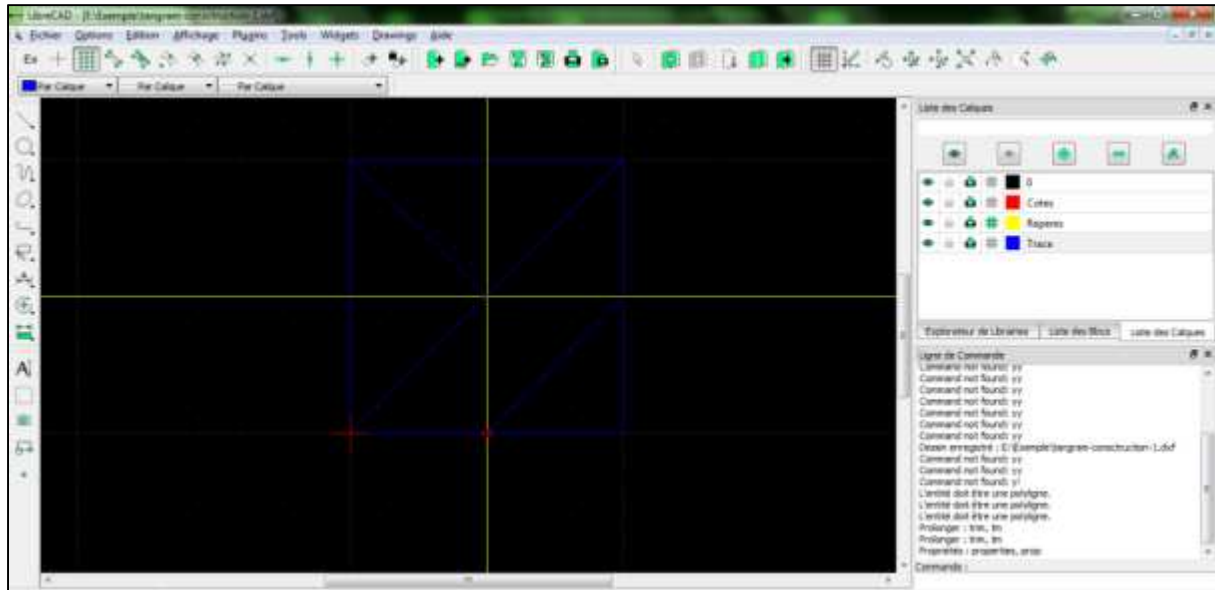 LibreCAD - [E:\Exemple\tangram-construction-1.dxf]
Fichier Options Edition Affichage Plugins Tools Widgets Drawings Aide
Ex
Par Calque Par Calque Par Calque
Liste des Calques
0
Cotes
Reperes
Trace
Explorateur de Librairies Liste des Blocs Liste des Calques
Ligne de Commande
Command not found: yy
Command not found: yy
Command not found: yy
Command not found: yy
Command not found: yy
Command not found: yy
Command not found: yy
Dessin enregistré : E:\Exemple\tangram-construction-1.dxf
Command not found: yy
Command not found: yy
Command not found: y!
L'entité doit être une polyligne.
L'entité doit être une polyligne.
L'entité doit être une polyligne.
Prolonger : trim, tm
Prolonger : trim, tm
Propriétés : properties, prop
Commande :
A